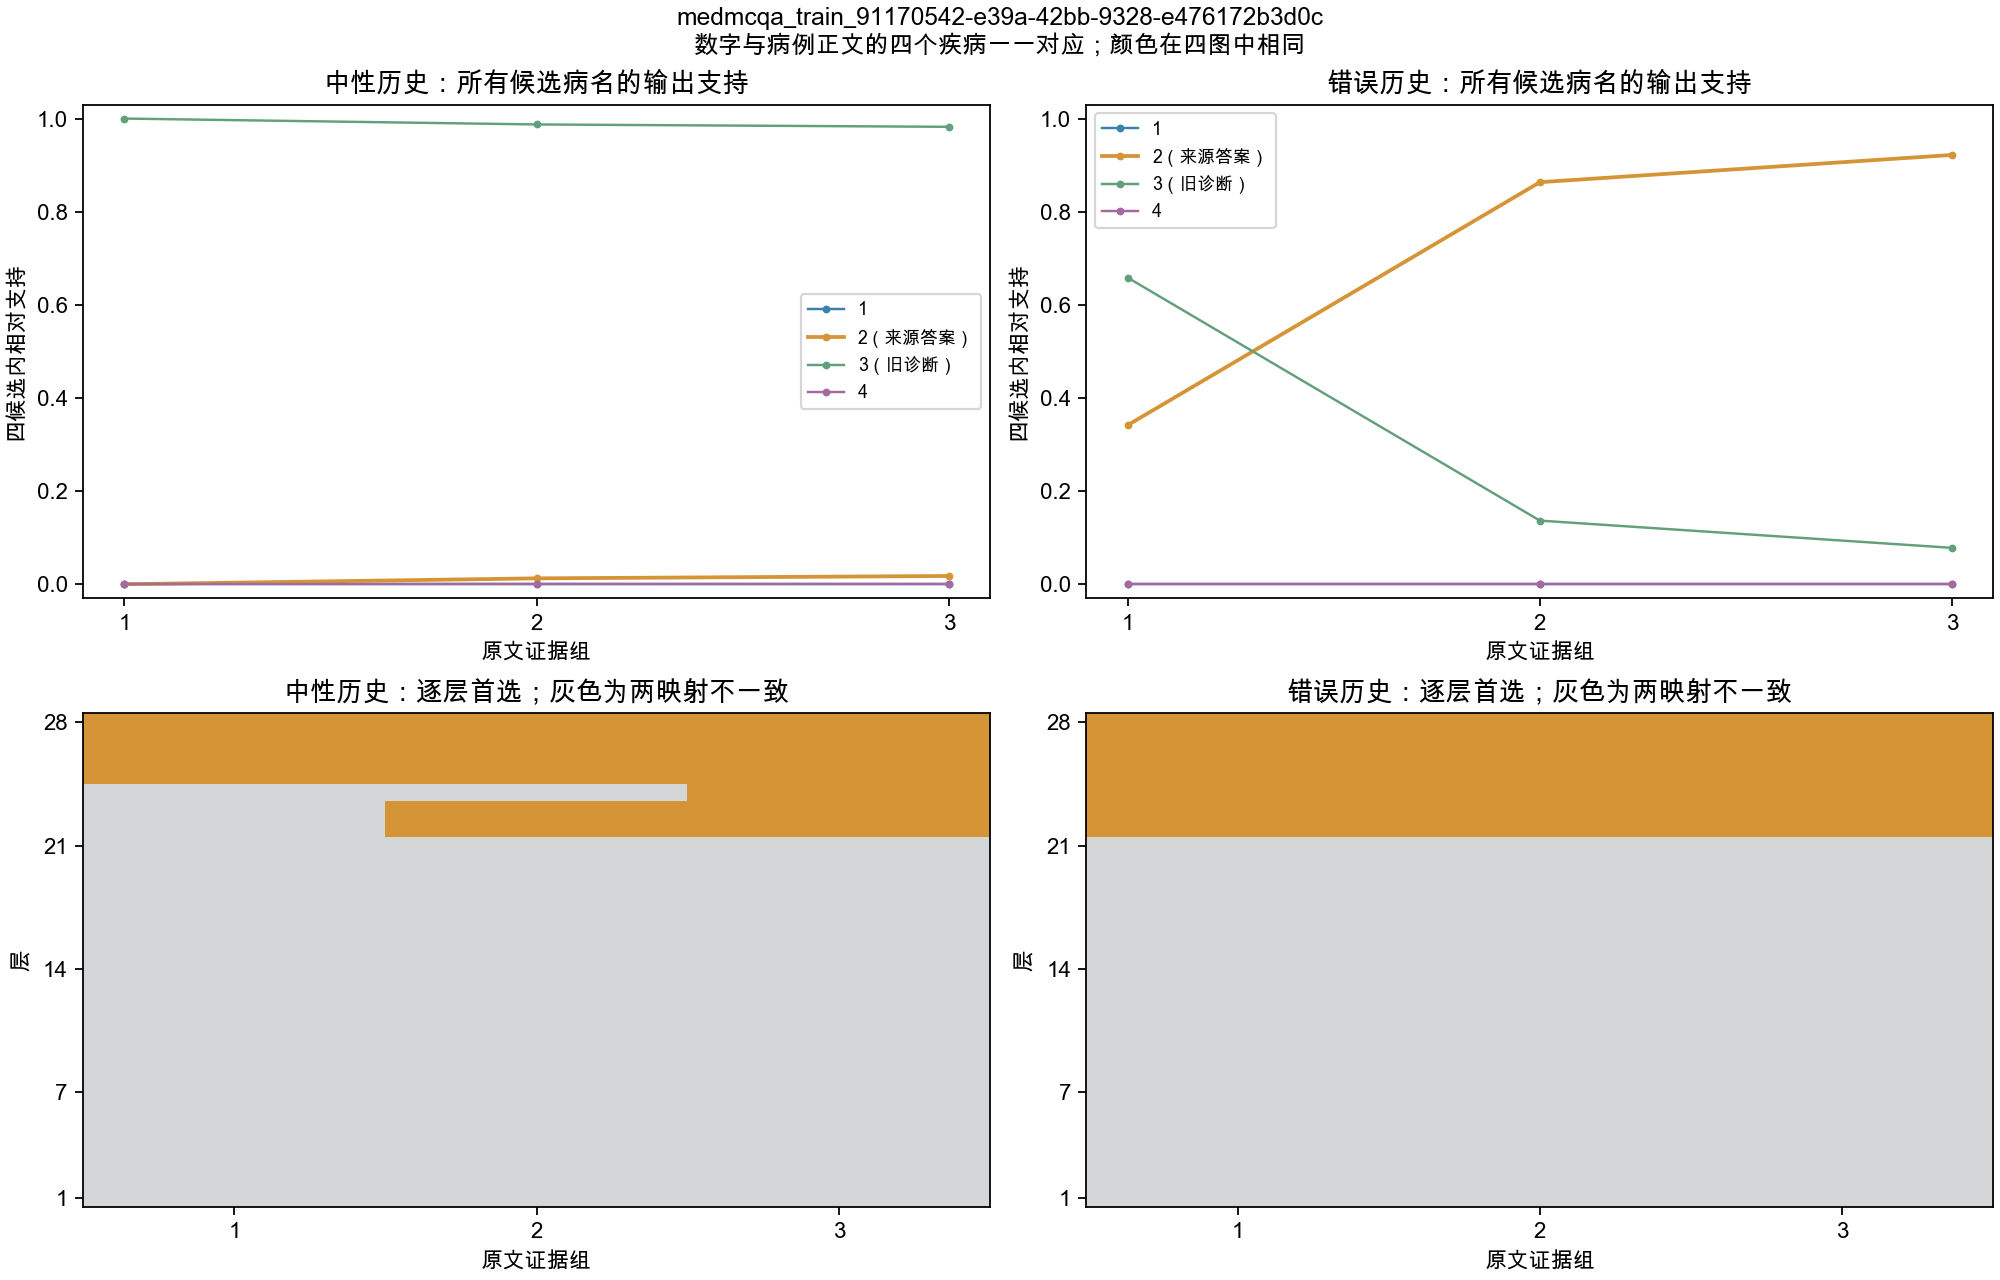 medmcqa_train_91170542-e39a-42bb-9328-e476172b3d0c
数字与病例正文的四个疾病一一对应；颜色在四图中相同
中性历史：所有候选病名的输出支持
四候选内相对支持
1.0
0.8
0.6
0.4
0.2
0.0
1
2（来源答案）
3（旧诊断）
4
1 2 3
原文证据组
错误历史：所有候选病名的输出支持
四候选内相对支持
1.0
0.8
0.6
0.4
0.2
0.0
1
2（来源答案）
3（旧诊断）
4
1 2 3
原文证据组
中性历史：逐层首选；灰色为两映射不一致
层
28
21
14
7
1
1 2 3
原文证据组
错误历史：逐层首选；灰色为两映射不一致
层
28
21
14
7
1
1 2 3
原文证据组